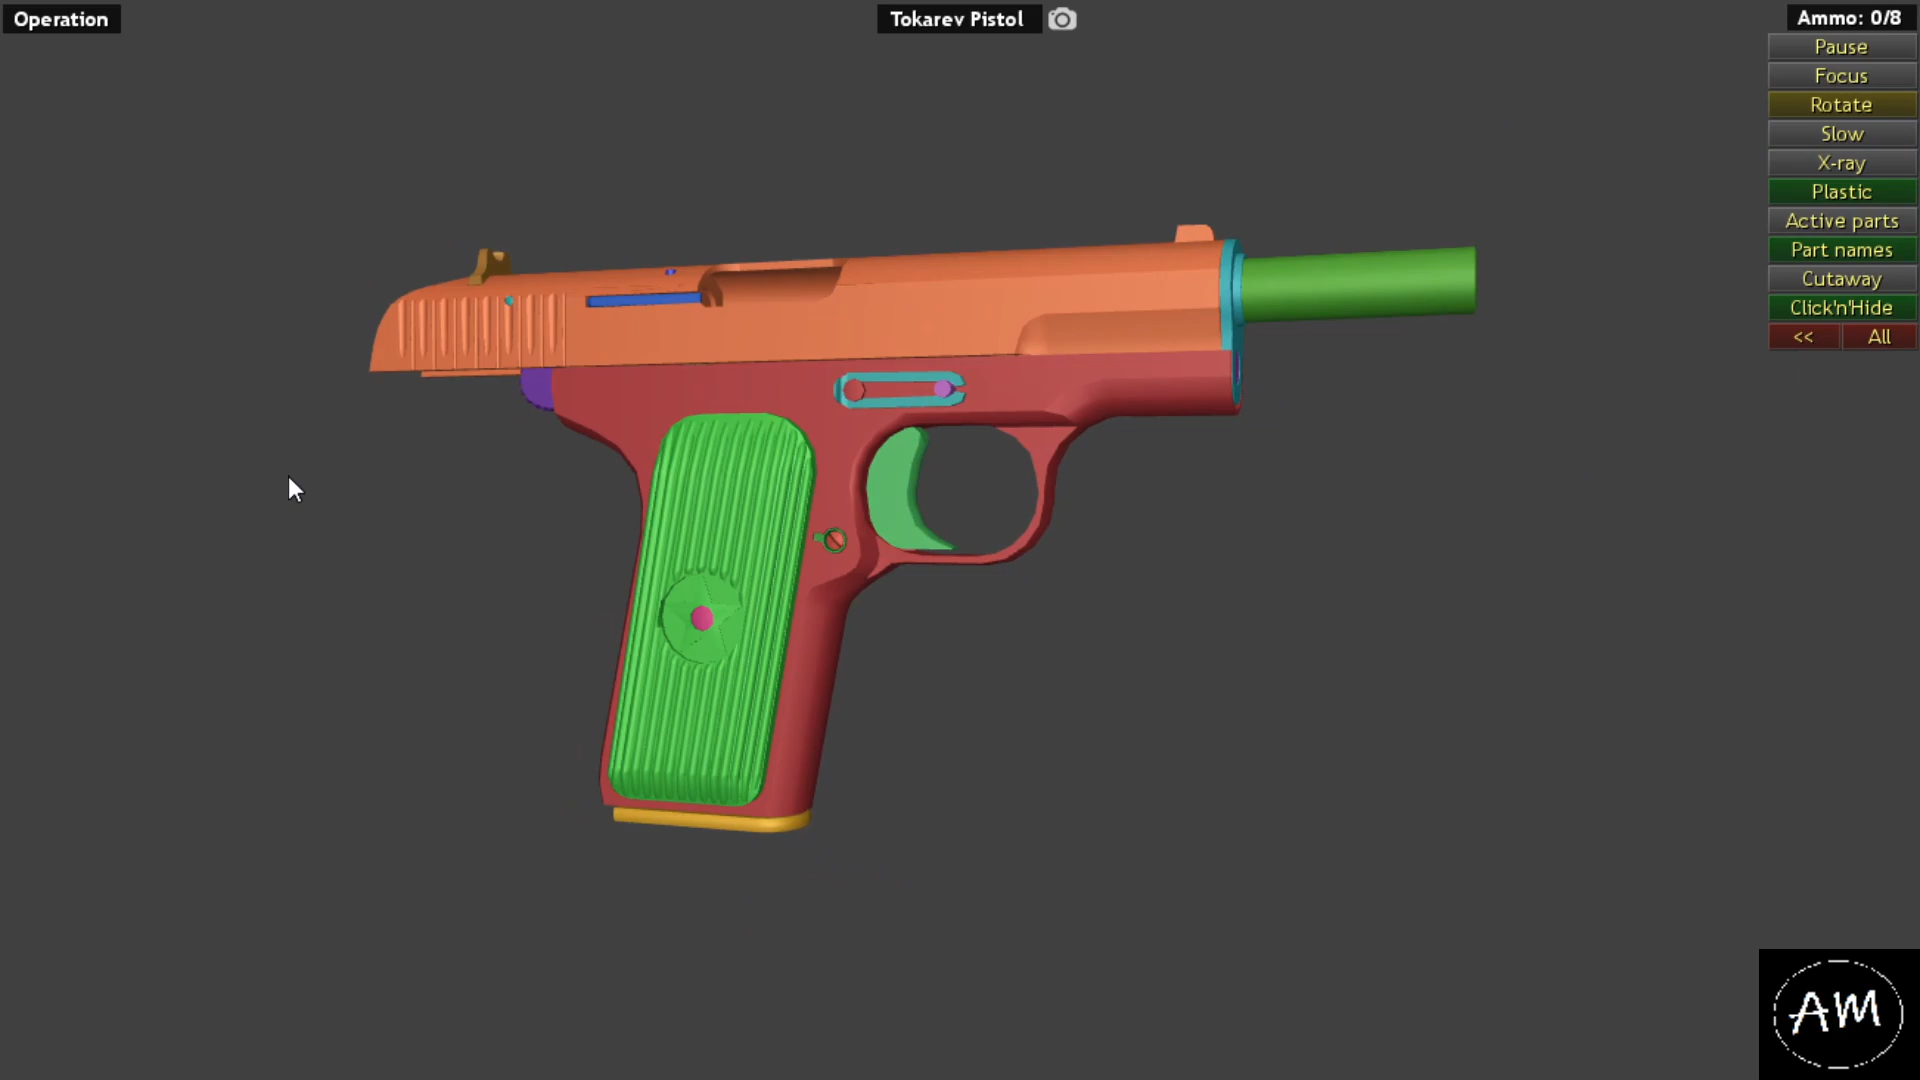 Operation
Tokarev Pistol
Ammo: 0/8
Pause
Focus
Rotate
Slow
X-ray
Plastic
Active parts
Part names
Cutaway
Click'n'Hide
<< All
AM